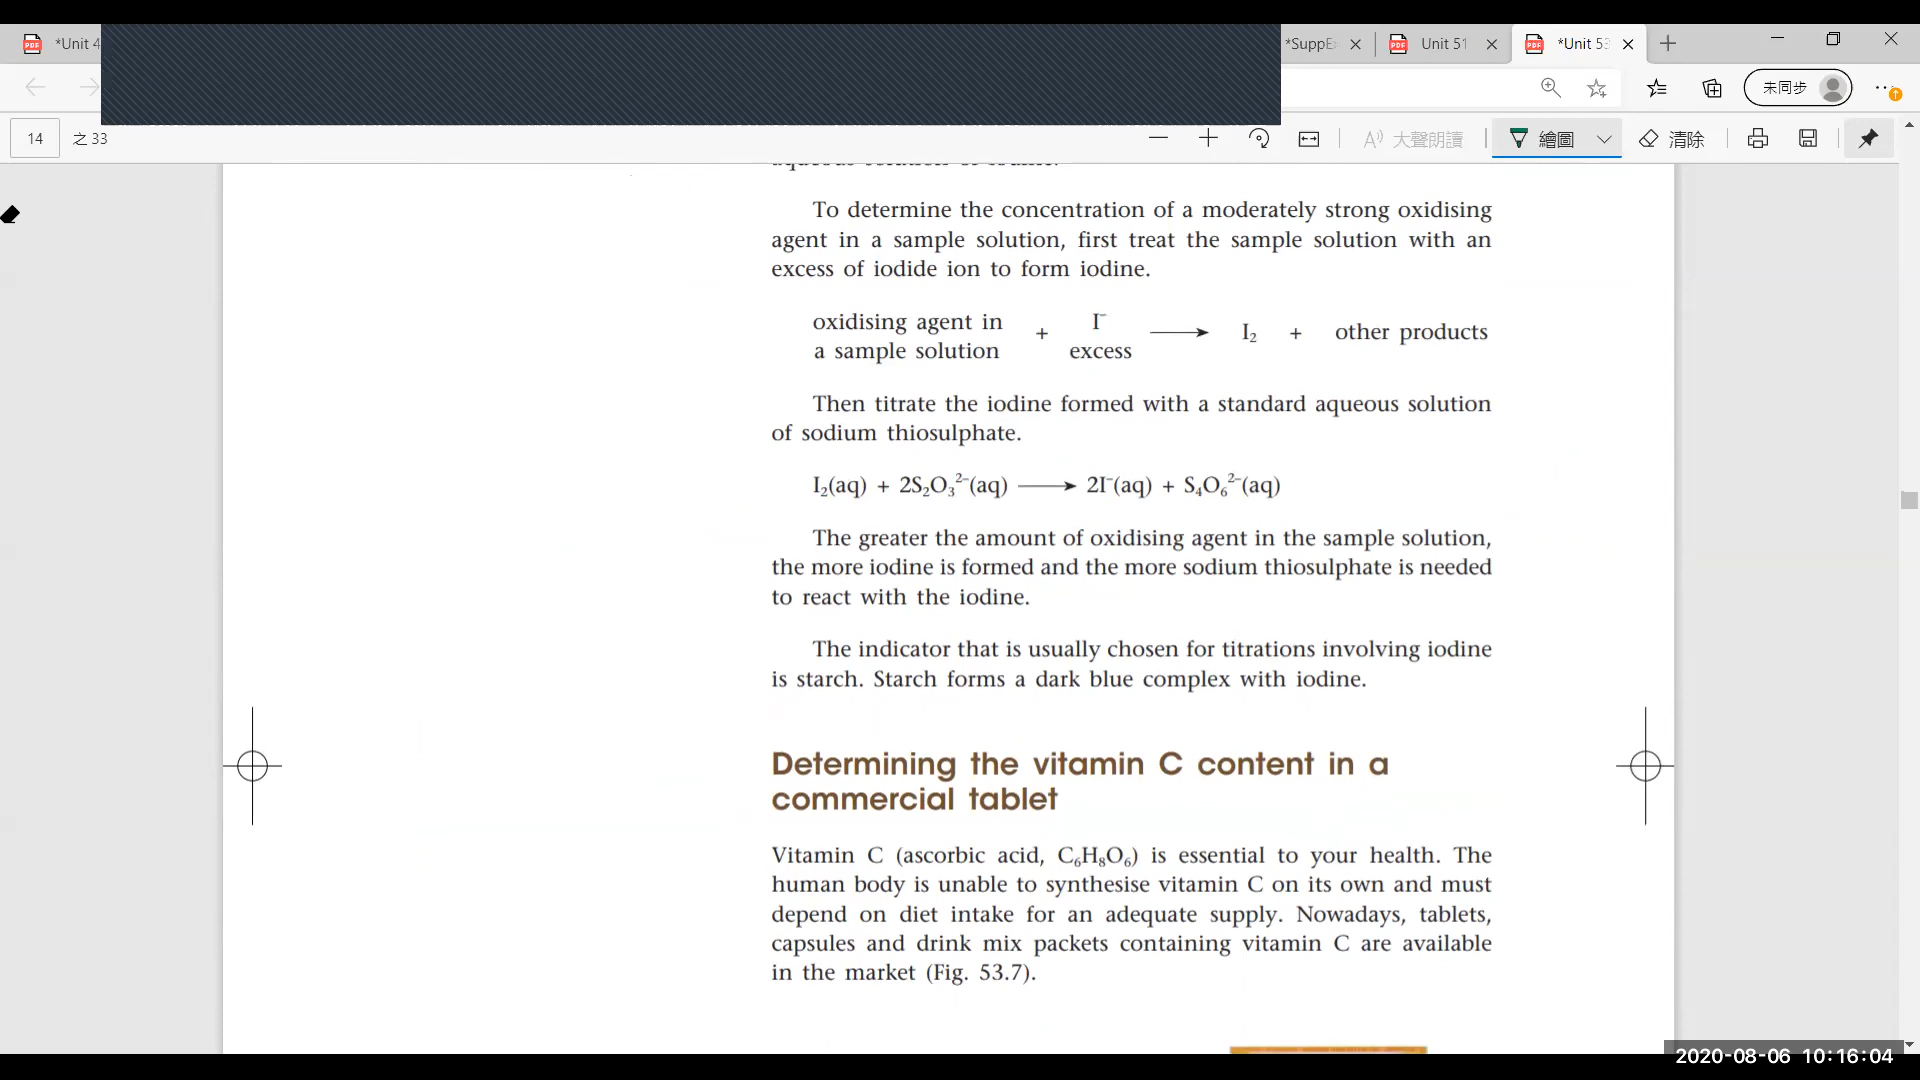 *Unit 4
*SuppE
Unit 51
*Unit 53
未同步
14 之 33
大聲朗讀
繪圖
清除
To determine the concentration of a moderately strong oxidising
agent in a sample solution, first treat the sample solution with an
excess of iodide ion to form iodine.
oxidising agent in
a sample solution + I⁻ excess ⟶ I₂ + other products
Then titrate the iodine formed with a standard aqueous solution
of sodium thiosulphate.
I₂(aq) + 2S₂O₃²⁻(aq) ⟶ 2I⁻(aq) + S₄O₆²⁻(aq)
The greater the amount of oxidising agent in the sample solution,
the more iodine is formed and the more sodium thiosulphate is needed
to react with the iodine.
The indicator that is usually chosen for titrations involving iodine
is starch. Starch forms a dark blue complex with iodine.
Determining the vitamin C content in a
commercial tablet
Vitamin C (ascorbic acid, C₆H₈O₆) is essential to your health. The
human body is unable to synthesise vitamin C on its own and must
depend on diet intake for an adequate supply. Nowadays, tablets,
capsules and drink mix packets containing vitamin C are available
in the market (Fig. 53.7).
2020-08-06 10:16:04